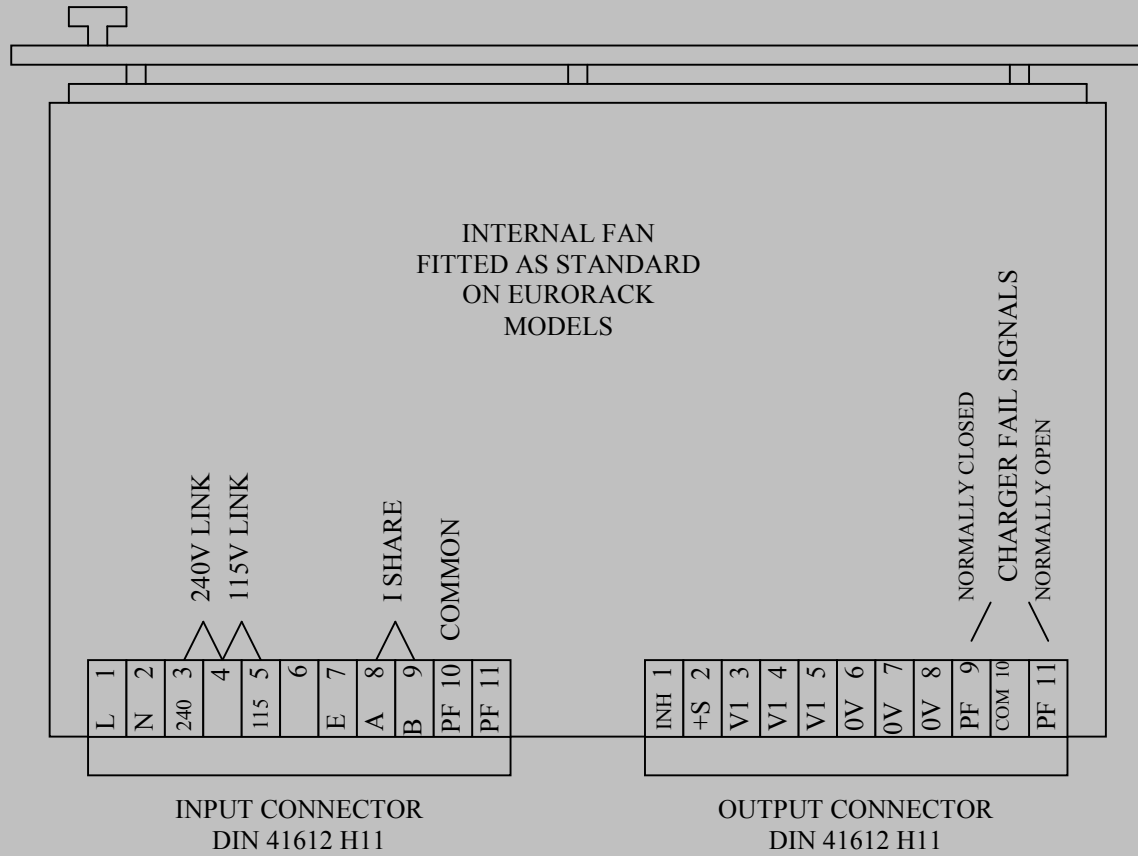 INTERNAL FAN
FITTED AS STANDARD
ON EURORACK
MODELS
240V LINK
115V LINK
I SHARE
COMMON
NORMALLY CLOSED
CHARGER FAIL SIGNALS
NORMALLY OPEN
L 1
N 2
240 3
4
115 5
6
E 7
A 8
B 9
PF 10
PF 11
INH 1
+S 2
V1 3
V1 4
V1 5
0V 6
0V 7
0V 8
PF 9
COM 10
PF 11
INPUT CONNECTOR
DIN 41612 H11
OUTPUT CONNECTOR
DIN 41612 H11